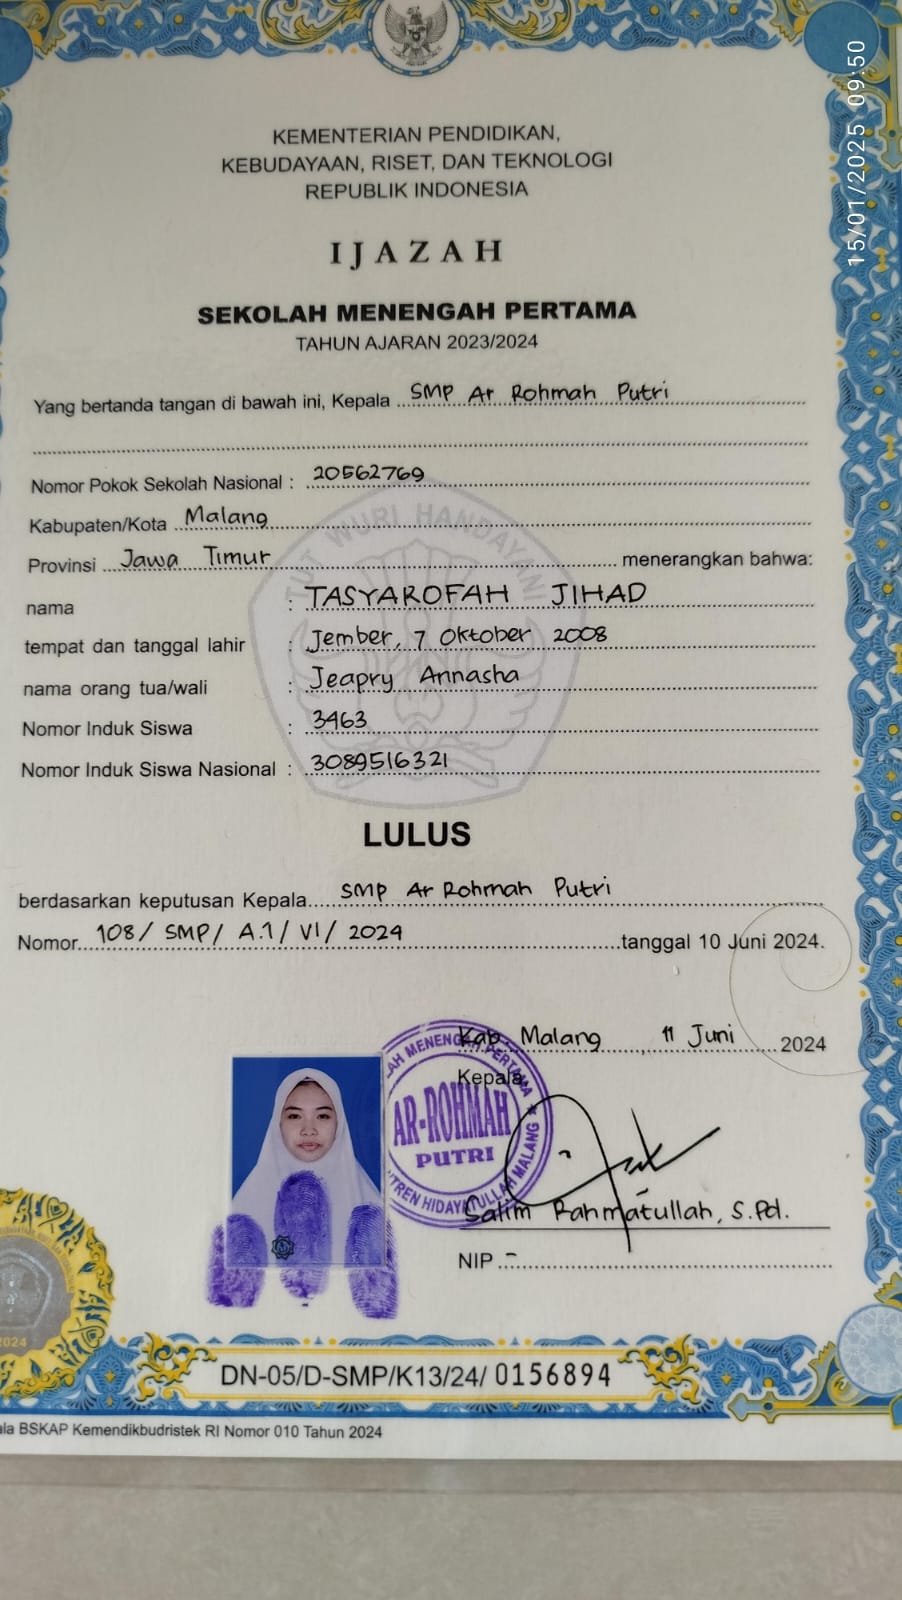 15/01/2025 09:50
KEMENTERIAN PENDIDIKAN,
KEBUDAYAAN, RISET, DAN TEKNOLOGI
REPUBLIK INDONESIA
IJAZAH
SEKOLAH MENENGAH PERTAMA
TAHUN AJARAN 2023/2024
Yang bertanda tangan di bawah ini, Kepala SMP Ar Rohmah Putri
Nomor Pokok Sekolah Nasional : 20562769
Kabupaten/Kota Malang
Provinsi Jawa Timur menerangkan bahwa:
TUT WURI HANDAYANI
nama : TASYAROFAH JIHAD
tempat dan tanggal lahir : Jember, 7 Oktober 2008
nama orang tua/wali : Jeapry Annasha
Nomor Induk Siswa : 3463
Nomor Induk Siswa Nasional : 3089516321
LULUS
berdasarkan keputusan Kepala SMP Ar Rohmah Putri
Nomor 108/ SMP/ A.1/ VI/ 2024 tanggal 10 Juni 2024.
Kab. Malang, 11 Juni 2024
Kepala
MENENGAH PERTAMA
AR-ROHMAH
PUTRI
HIDAYATULLAH MALANG
Salim Rahmatullah, S.Pd.
NIP -
2024
DN-05/D-SMP/K13/24/ 0156894
BSKAP Kemendikbudristek RI Nomor 010 Tahun 2024